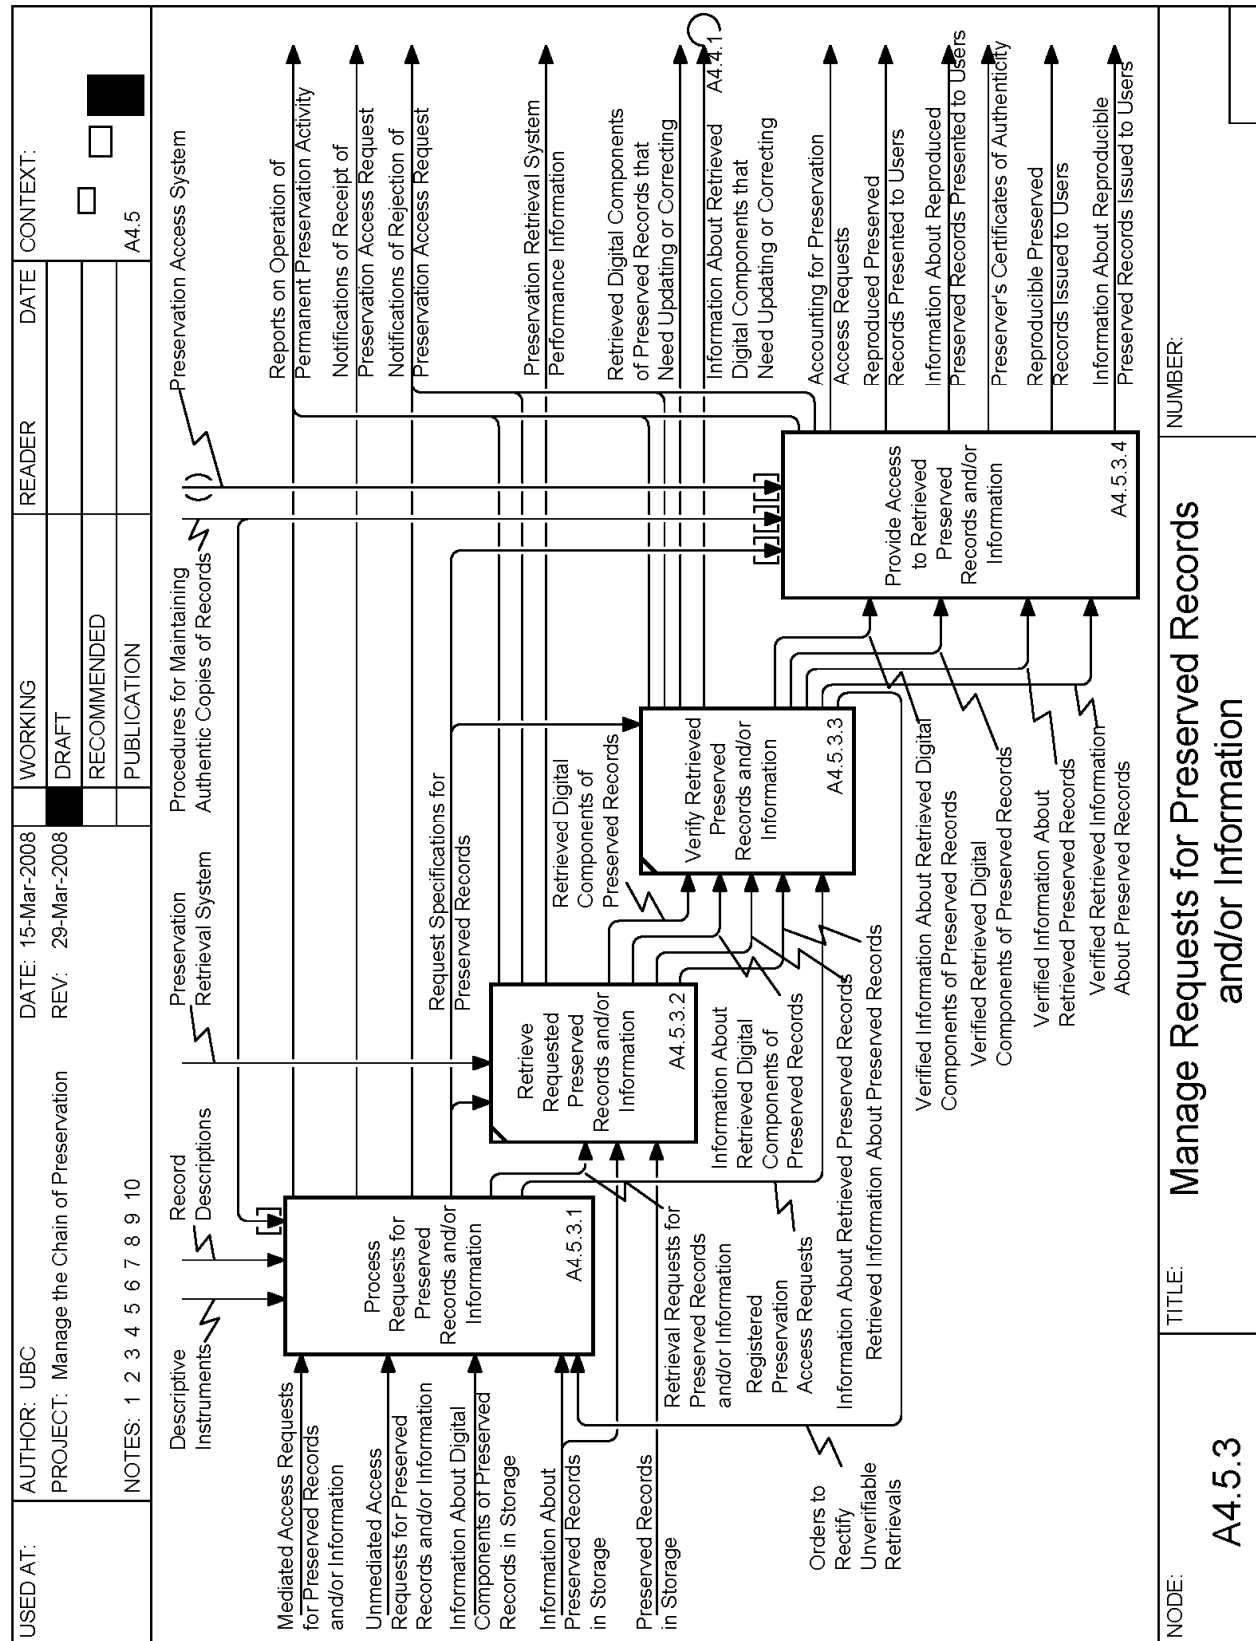 USED AT:
AUTHOR: UBC
DATE: 15-Mar-2008
WORKING
READER
DATE
CONTEXT:
PROJECT: Manage the Chain of Preservation
REV: 29-Mar-2008
DRAFT
RECOMMENDED
NOTES: 1 2 3 4 5 6 7 8 9 10
PUBLICATION
A4.5
Descriptive
Instruments
Record
Descriptions
Preservation
Retrieval System
Procedures for Maintaining
Authentic Copies of Records
Preservation Access System
Mediated Access Requests
for Preserved Records
and/or Information
Unmediated Access
Requests for Preserved
Records and/or Information
Information About Digital
Components of Preserved
Records in Storage
Information About
Preserved Records
in Storage
Preserved Records
in Storage
Orders to
Rectify
Unverifiable
Retrievals
Process
Requests for
Preserved
Records and/or
Information
A4.5.3.1
Request Specifications for
Preserved Records
Retrieve
Requested
Preserved
Records and/or
Information
A4.5.3.2
Retrieval Requests for
Preserved Records
and/or Information
Registered
Preservation
Access Requests
Retrieved Digital
Components of
Preserved Records
Information About
Retrieved Digital
Components of
Preserved Records
Information About Retrieved Preserved Records
Retrieved Information About Preserved Records
Verify Retrieved
Preserved
Records and/or
Information
A4.5.3.3
Verified Information About Retrieved Digital
Components of Preserved Records
Verified Retrieved Digital
Components of Preserved Records
Verified Information About
Retrieved Preserved Records
Verified Retrieved Information
About Preserved Records
Provide Access
to Retrieved
Preserved
Records and/or
Information
A4.5.3.4
Reports on Operation of
Permanent Preservation Activity
Notifications of Receipt of
Preservation Access Request
Notifications of Rejection of
Preservation Access Request
Preservation Retrieval System
Performance Information
Retrieved Digital Components
of Preserved Records that
Need Updating or Correcting
Information About Retrieved
Digital Components that
Need Updating or Correcting
A4.4.1
Accounting for Preservation
Access Requests
Reproduced Preserved
Records Presented to Users
Information About Reproduced
Preserved Records Presented to Users
Preserver's Certificates of Authenticity
Reproducible Preserved
Records Issued to Users
Information About Reproducible
Preserved Records Issued to Users
NODE:
A4.5.3
TITLE:
Manage Requests for Preserved Records
and/or Information
NUMBER: